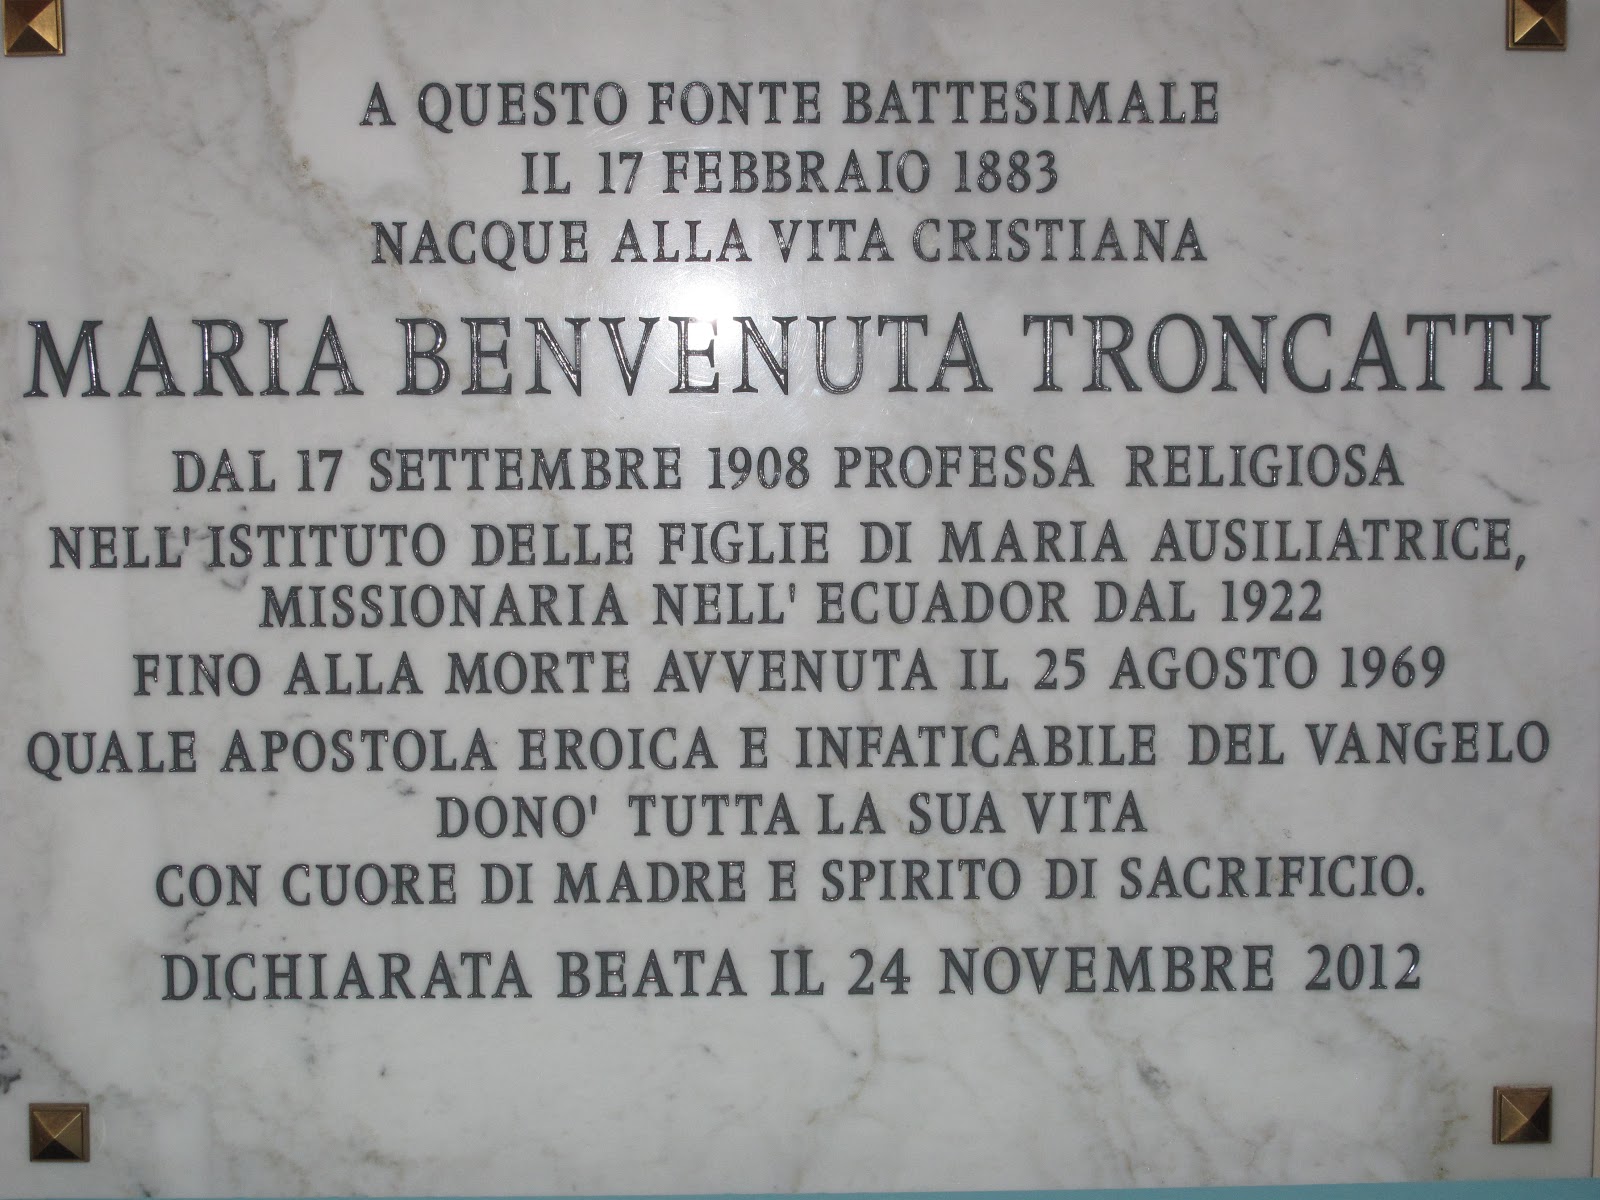 A QUESTO FONTE BATTESIMALE
IL 17 FEBBRAIO 1883
NACQUE ALLA VITA CRISTIANA
MARIA BENVENUTA TRONCATTI
DAL 17 SETTEMBRE 1908 PROFESSA RELIGIOSA
NELL'ISTITUTO DELLE FIGLIE DI MARIA AUSILIATRICE,
MISSIONARIA NELL' ECUADOR DAL 1922
FINO ALLA MORTE AVVENUTA IL 25 AGOSTO 1969
QUALE APOSTOLA EROICA E INFATICABILE DEL VANGELO
DONO' TUTTA LA SUA VITA
CON CUORE DI MADRE E SPIRITO DI SACRIFICIO.
DICHIARATA BEATA IL 24 NOVEMBRE 2012